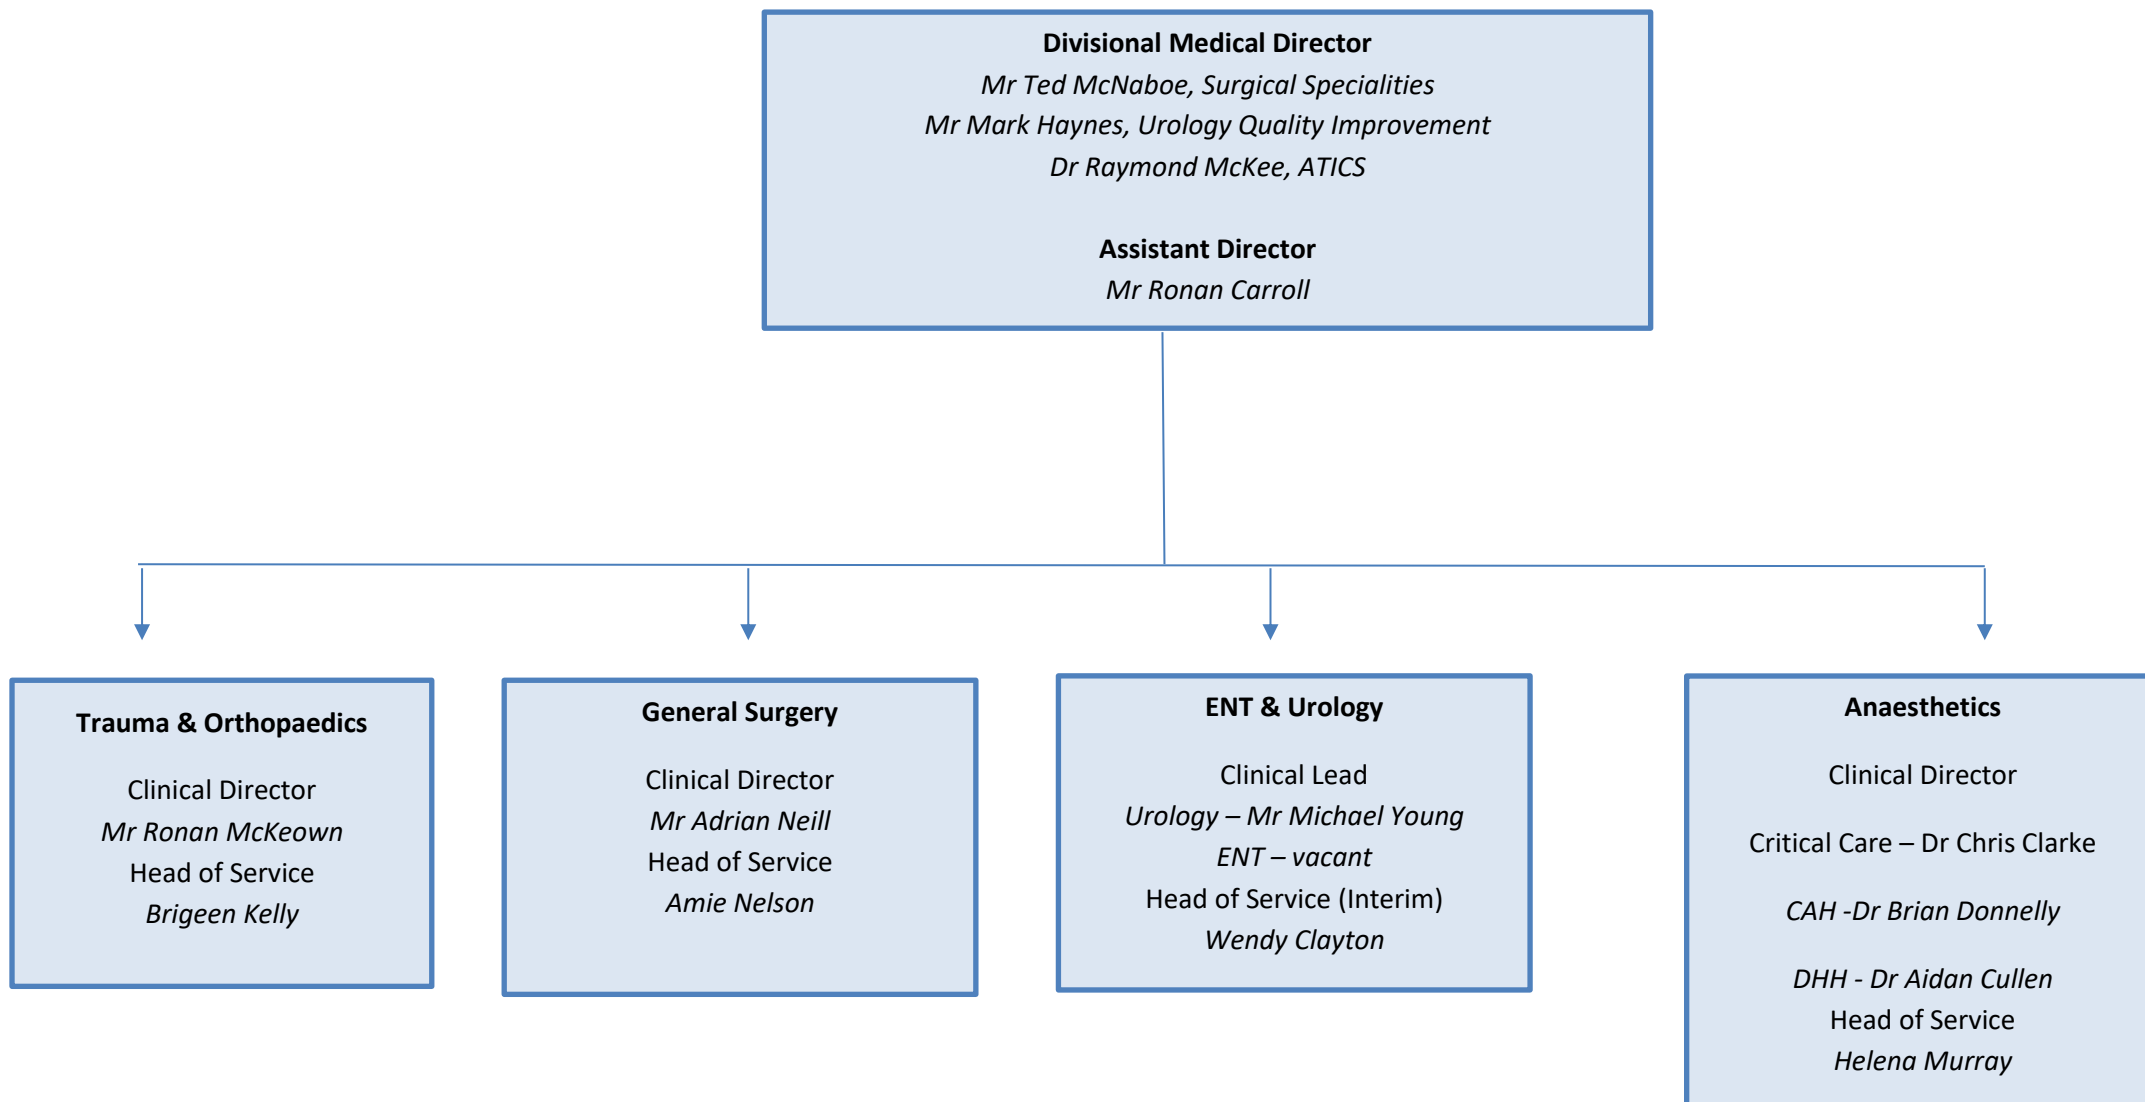 Divisional Medical Director
Mr Ted McNaboe, Surgical Specialities
Mr Mark Haynes, Urology Quality Improvement
Dr Raymond McKee, ATICS
Assistant Director
Mr Ronan Carroll
Trauma & Orthopaedics
Clinical Director
Mr Ronan McKeown
Head of Service
Brigeen Kelly
General Surgery
Clinical Director
Mr Adrian Neill
Head of Service
Amie Nelson
ENT & Urology
Clinical Lead
Urology – Mr Michael Young
ENT – vacant
Head of Service (Interim)
Wendy Clayton
Anaesthetics
Clinical Director
Critical Care – Dr Chris Clarke
CAH -Dr Brian Donnelly
DHH - Dr Aidan Cullen
Head of Service
Helena Murray